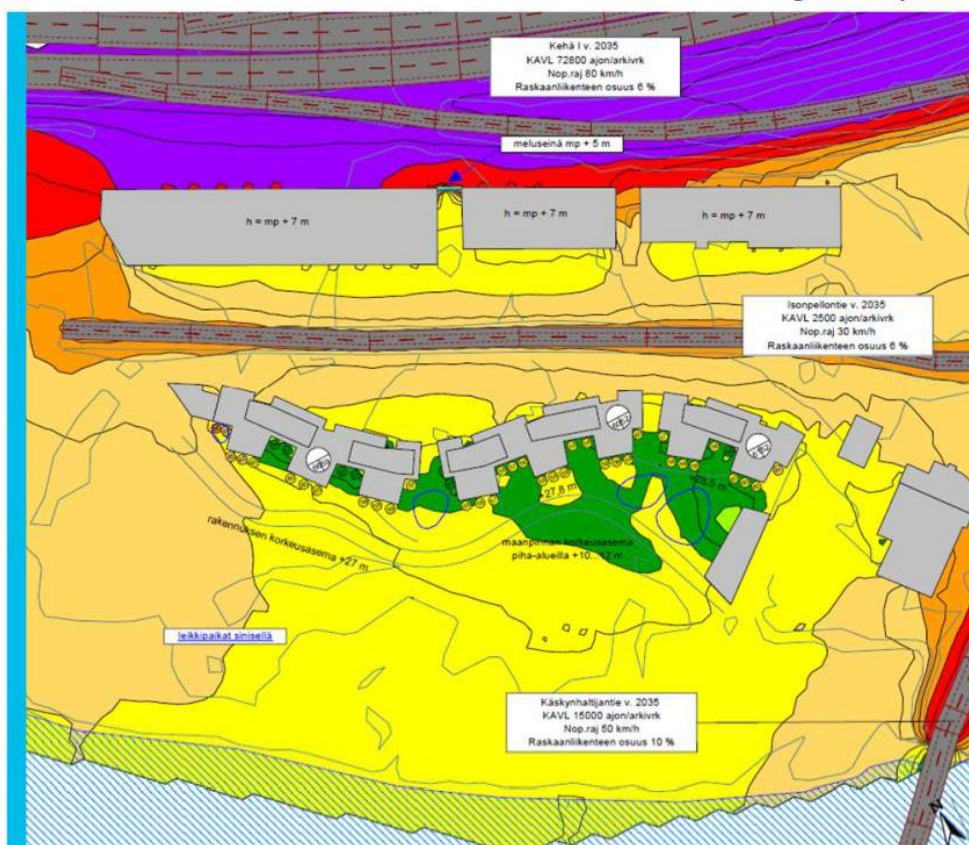 Kehä I v. 2035
KAVL 72800 ajon/arkivrk
Nop.raj 80 km/h
Raskaanliikenteen osuus 6 %
meluseinä mp + 5 m
h = mp + 7 m
h = mp + 7 m
h = mp + 7 m
Isonpellontie v. 2035
KAVL 2500 ajon/arkivrk
Nop.raj 30 km/h
Raskaanliikenteen osuus 6 %
+27,8 m
+28,5 m
rakennuksen korkeusasema +27 m
maanpinnan korkeusasema
piha-alueilla +10...+12 m
leikkipaikat sinisellä
Käskynhaltijantie v. 2035
KAVL 15000 ajon/arkivrk
Nop.raj 50 km/h
Raskaanliikenteen osuus 10 %